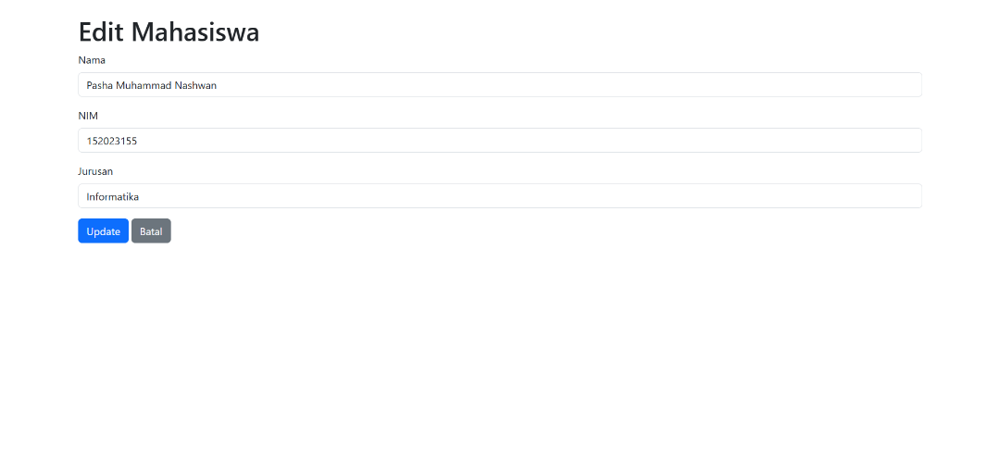 Edit Mahasiswa
Nama
Pasha Muhammad Nashwan
NIM
152023155
Jurusan
Informatika
Update Batal